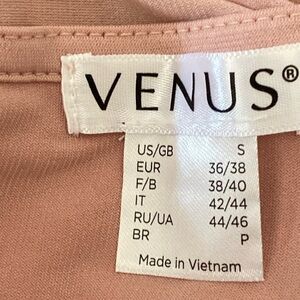 VENUS®
US/GB S
EUR 36/38
F/B 38/40
IT 42/44
RU/UA 44/46
BR P
Made in Vietnam